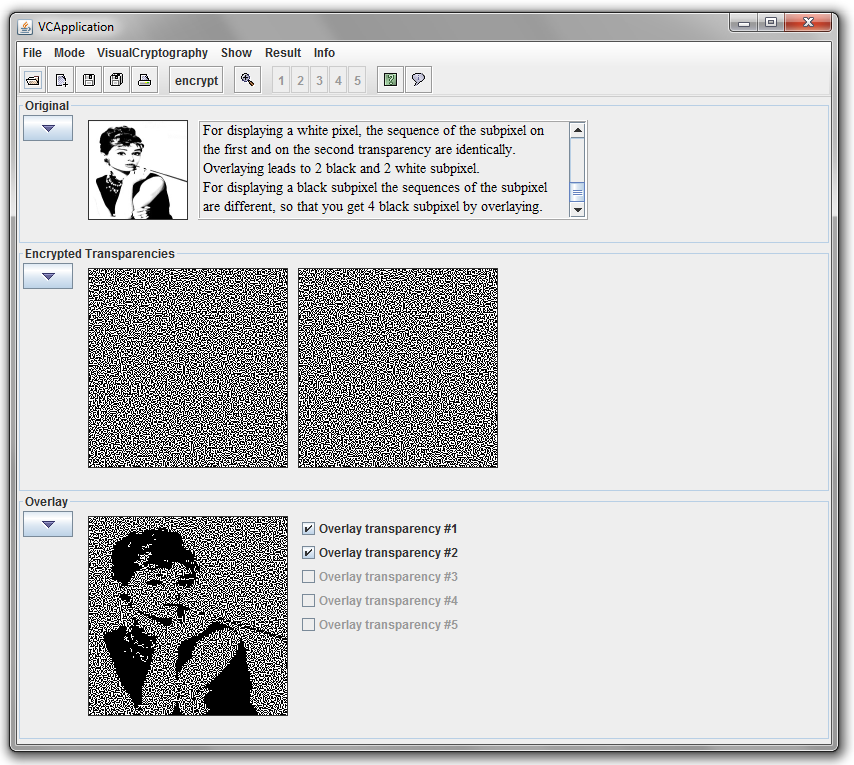 VCApplication
File Mode VisualCryptography Show Result Info
encrypt 1 2 3 4 5
Original
For displaying a white pixel, the sequence of the subpixel on
the first and on the second transparency are identically.
Overlaying leads to 2 black and 2 white subpixel.
For displaying a black subpixel the sequences of the subpixel
are different, so that you get 4 black subpixel by overlaying.
Encrypted Transparencies
Overlay
Overlay transparency #1
Overlay transparency #2
Overlay transparency #3
Overlay transparency #4
Overlay transparency #5